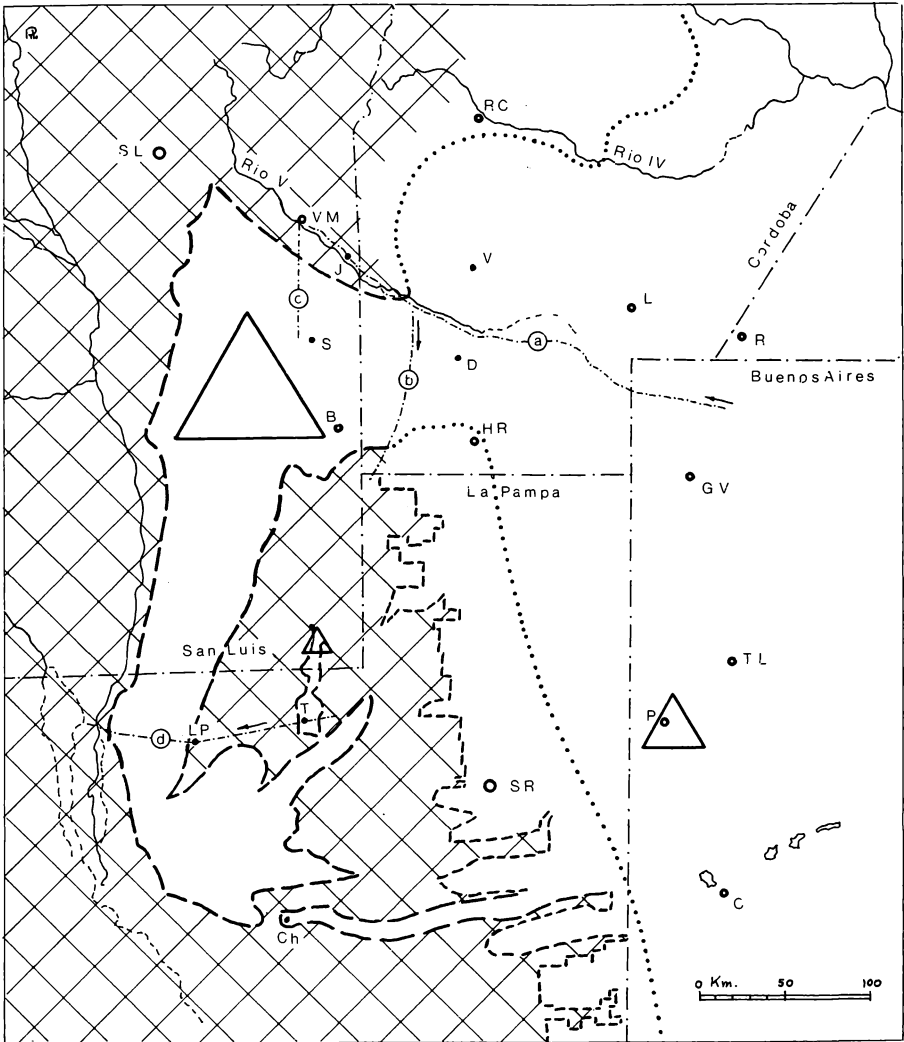 RC
SL
Rio IV
Rio V
VM
Cordoba
J
V
c
L
S
a
R
D
b
Buenos Aires
B
HR
La Pampa
GV
San Luis
TL
T
P
LP
d
SR
C
Ch
0 Km. 50 100